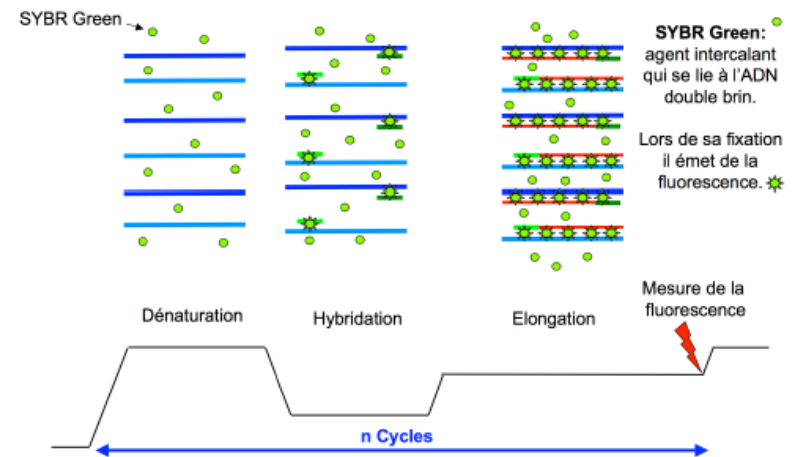 SYBR Green
SYBR Green:
agent intercalant
qui se lie à l'ADN
double brin.
Lors de sa fixation
il émet de la
fluorescence.
Mesure de la
fluorescence
Dénaturation
Hybridation
Elongation
n Cycles